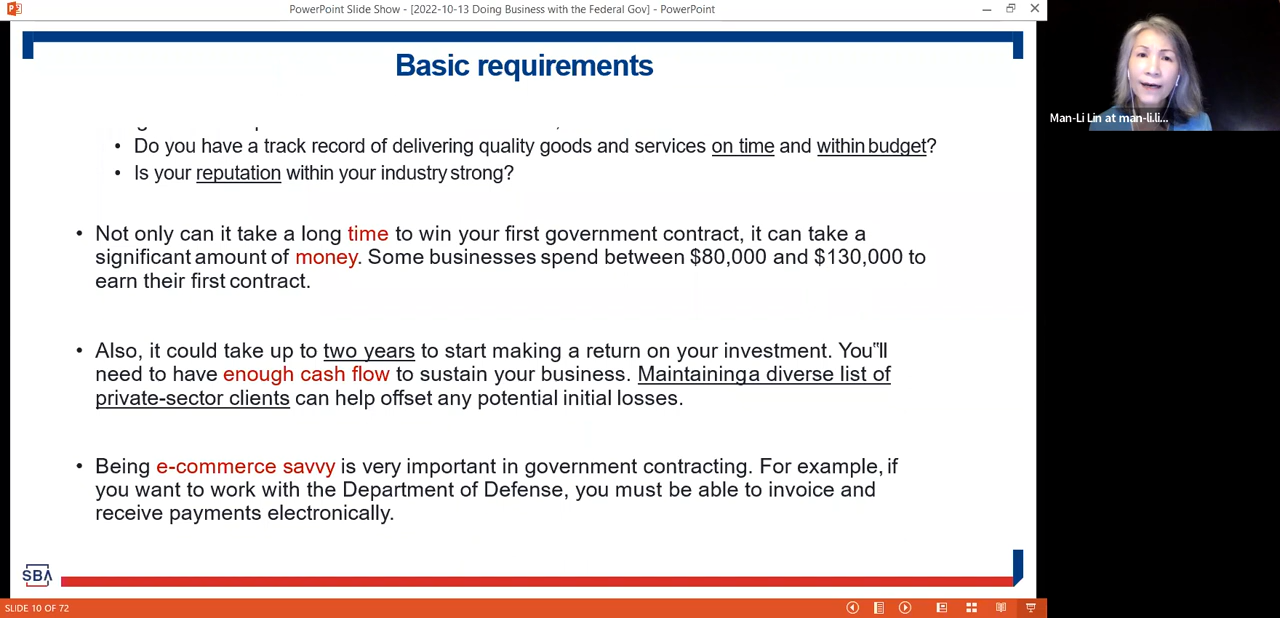 PowerPoint Slide Show - [2022-10-13 Doing Business with the Federal Gov] - PowerPoint
Basic requirements
• Do you have a track record of delivering quality goods and services on time and within budget?
• Is your reputation within your industry strong?
• Not only can it take a long time to win your first government contract, it can take a
significant amount of money. Some businesses spend between $80,000 and $130,000 to
earn their first contract.
• Also, it could take up to two years to start making a return on your investment. You‟ll
need to have enough cash flow to sustain your business. Maintaining a diverse list of
private-sector clients can help offset any potential initial losses.
• Being e-commerce savvy is very important in government contracting. For example, if
you want to work with the Department of Defense, you must be able to invoice and
receive payments electronically.
SBA
SLIDE 10 OF 72
Man-Li Lin at man-li.li...